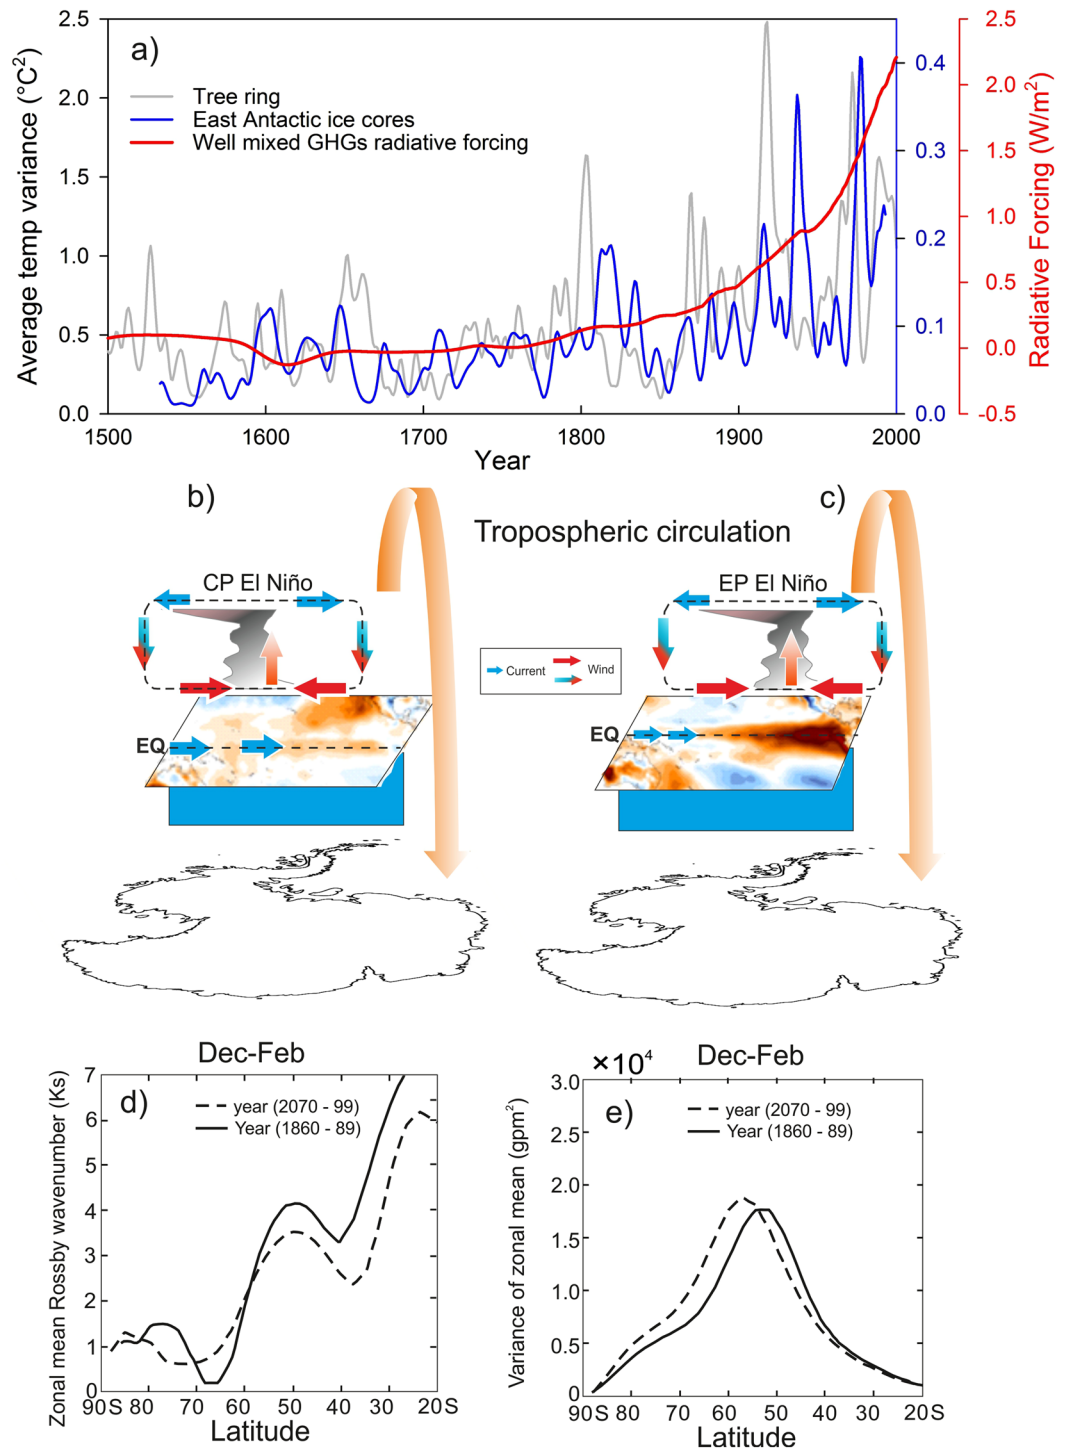 a)
Tree ring
East Antactic ice cores
Well mixed GHGs radiative forcing
Average temp variance (°C²)
2.5
2.0
1.5
1.0
0.5
0.0
0.4
0.3
0.2
0.1
0.0
2.5
2.0
1.5
1.0
0.5
0.0
-0.5
Radiative Forcing (W/m²)
1500 1600 1700 1800 1900 2000
Year
b)
c)
Tropospheric circulation
CP El Niño
EP El Niño
Current
Wind
EQ
EQ
Dec-Feb
d)
year (2070 - 99)
Year (1860 - 89)
Zonal mean Rossby wavenumber (Ks)
7
6
5
4
3
2
1
0
90S 80 70 60 50 40 30 20S
Latitude
×10⁴
Dec-Feb
e)
year (2070 - 99)
Year (1860 - 89)
Variance of zonal mean (gpm²)
3.0
2.5
2.0
1.5
1.0
0.5
0
90S 80 70 60 50 40 30 20S
Latitude